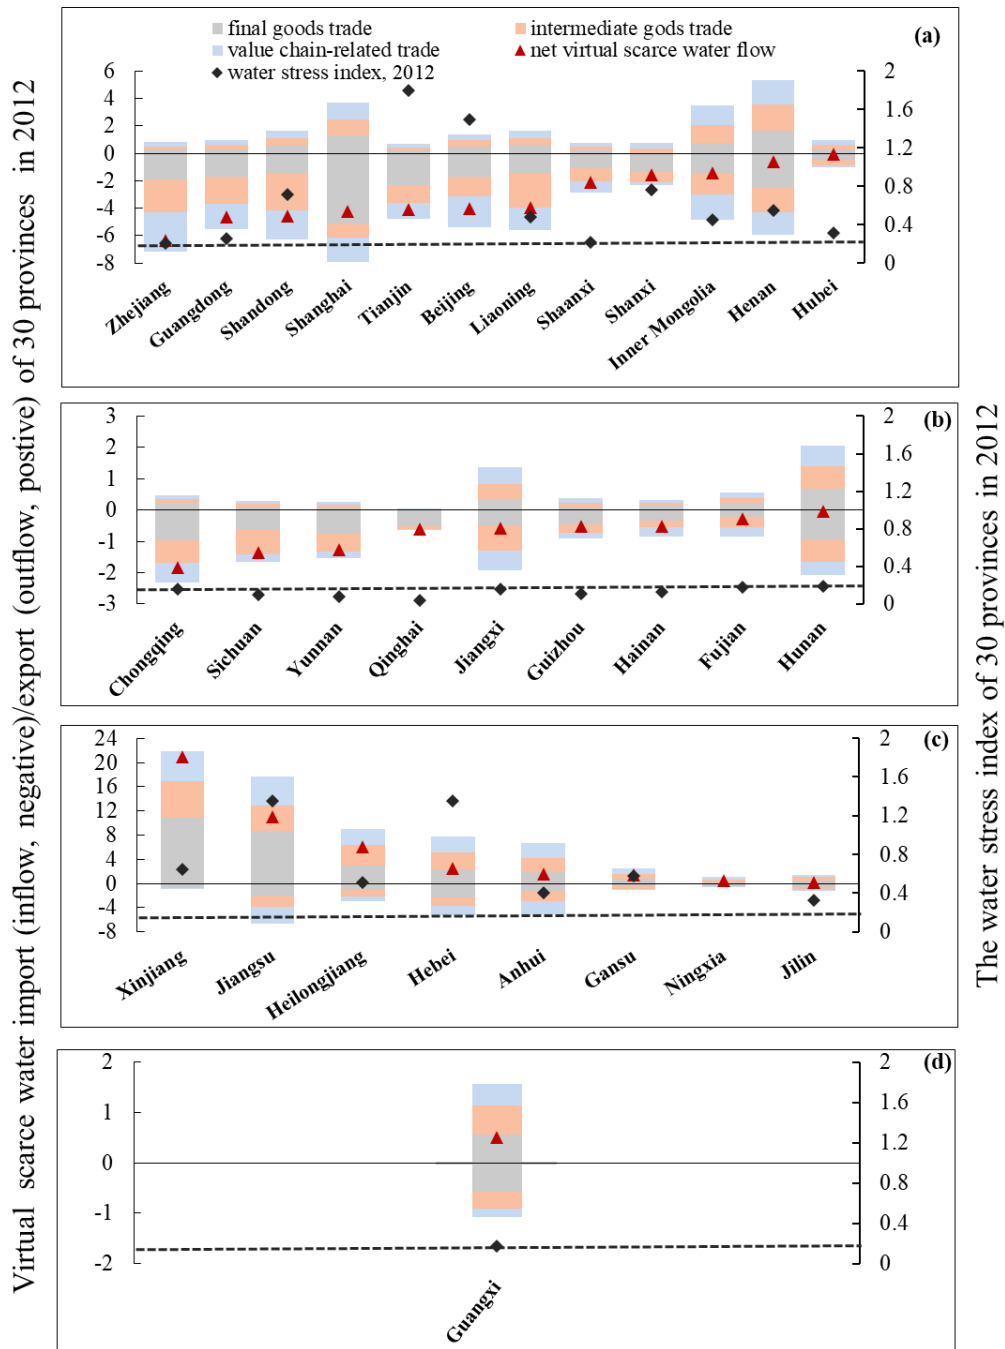 Virtual scarce water import (inflow, negative)/export (outflow, postive) of 30 provinces in 2012
The water stress index of 30 provinces in 2012
final goods trade
intermediate gods trade
value chain-related trade
net virtual scarce water flow
water stress index, 2012
(a)
6
4
2
0
-2
-4
-6
-8
2
1.6
1.2
0.8
0.4
0
Zhejiang
Guangdong
Shandong
Shanghai
Tianjin
Beijing
Liaoning
Shaanxi
Shanxi
Inner Mongolia
Henan
Hubei
(b)
3
2
1
0
-1
-2
-3
2
1.6
1.2
0.8
0.4
0
Chongqing
Sichuan
Yunnan
Qinghai
Jiangxi
Guizhou
Hainan
Fujian
Hunan
(c)
24
20
16
12
8
4
0
-4
-8
2
1.6
1.2
0.8
0.4
0
Xinjiang
Jiangsu
Heilongjiang
Hebei
Anhui
Gansu
Ningxia
Jilin
(d)
2
1
0
-1
-2
2
1.6
1.2
0.8
0.4
0
Guangxi